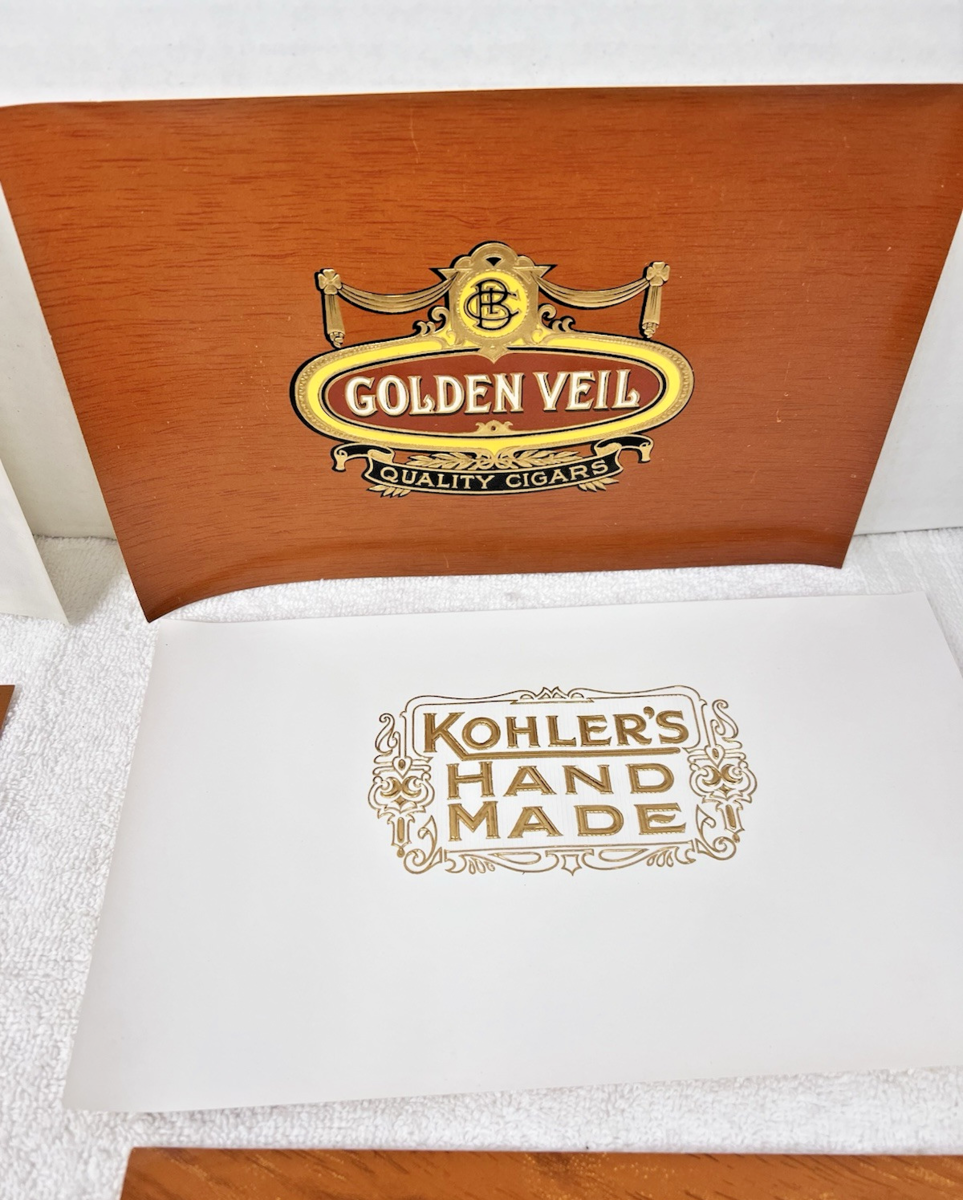 GOLDEN VEIL
QUALITY CIGARS
KOHLER'S
HAND
MADE